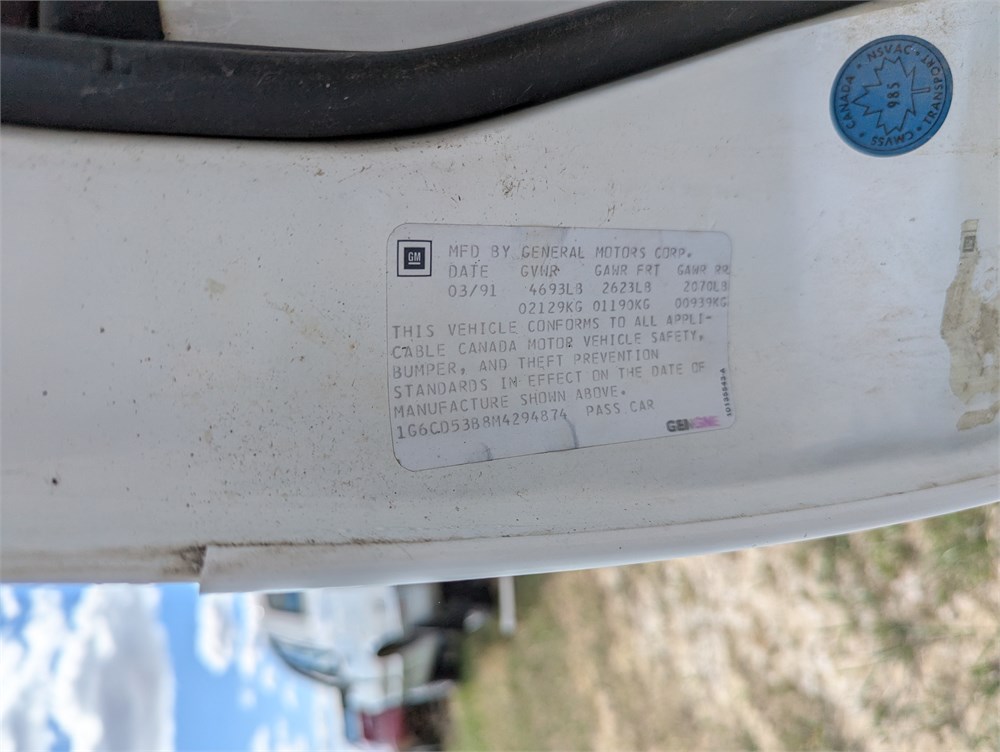 GM
MFD BY GENERAL MOTORS CORP.
DATE GVWR GAWR FRT GAWR RR
03/91 4693LB 2623LB 2070LB
02129KG 01190KG 00939KG
THIS VEHICLE CONFORMS TO ALL APPLI-
CABLE CANADA MOTOR VEHICLE SAFETY,
BUMPER, AND THEFT PREVENTION
STANDARDS IN EFFECT ON THE DATE OF
MANUFACTURE SHOWN ABOVE.
1G6CD53B8M4294874 PASS CAR
GENUINE
CANADA · NSVAC · TRANSPORT · CMVSS
986